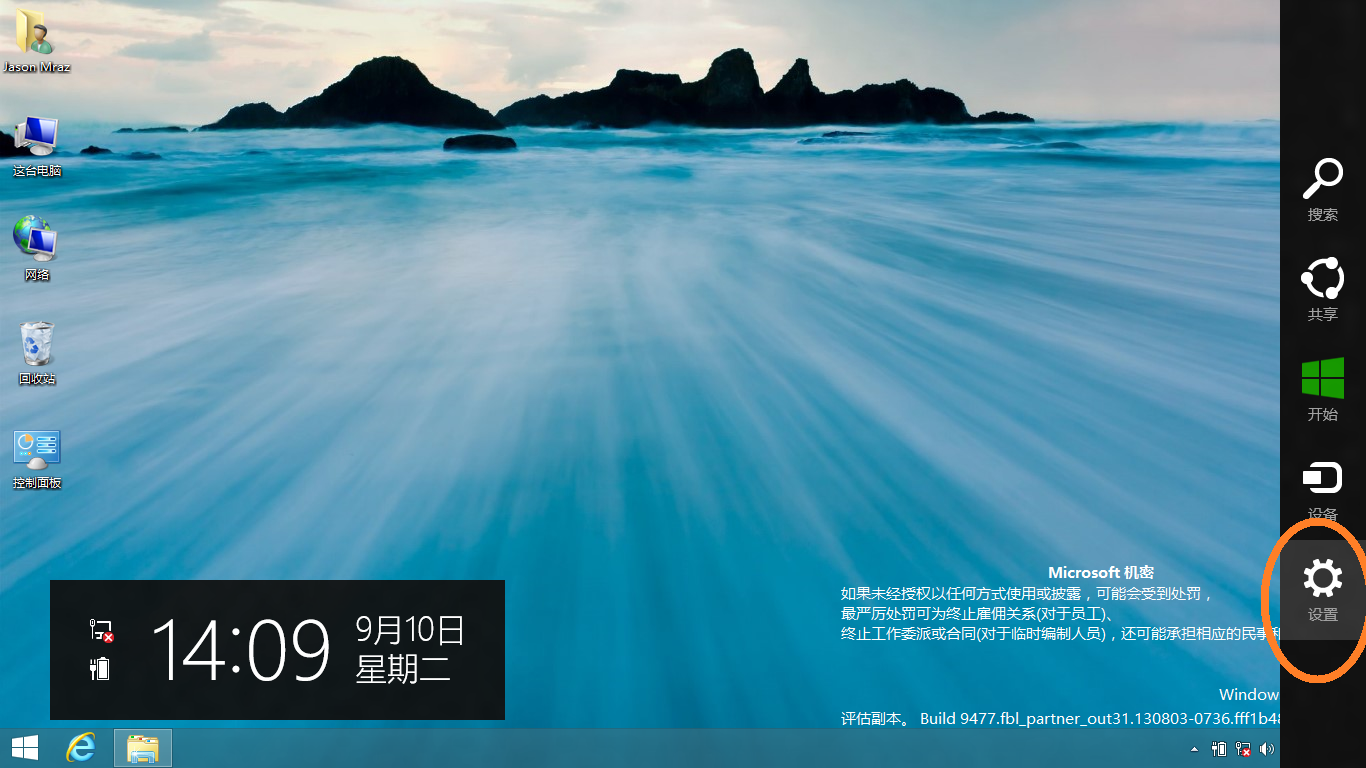 Jason Mraz
这台电脑
网络
回收站
控制面板
搜索
共享
开始
设备
设置
Microsoft 机密
如果未经授权以任何方式使用或披露，可能会受到处罚，
最严厉处罚可为终止雇佣关系(对于员工)、
终止工作委派或合同(对于临时编制人员)，还可能承担相应的民事
Window
评估副本。 Build 9477.fbl_partner_out31.130803-0736.fff1b4
14:09
9月10日
星期二